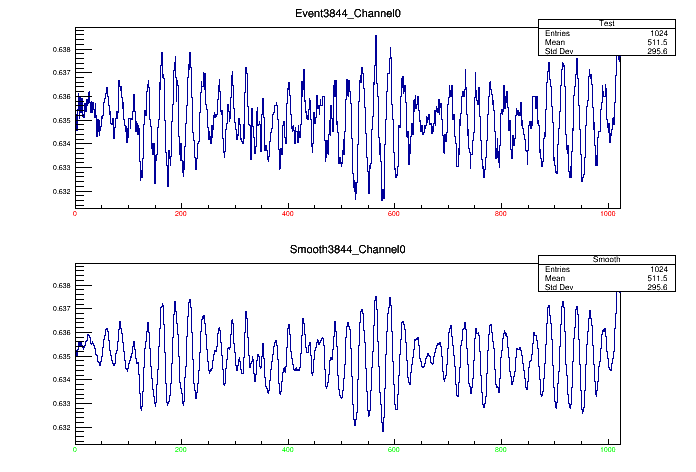 Event3844_Channel0
Test
Entries 1024
Mean 511.5
Std Dev 295.6
0.638
0.637
0.636
0.635
0.634
0.633
0.632
0 200 400 600 800 1000
Smooth3844_Channel0
Smooth
Entries 1024
Mean 511.5
Std Dev 295.6
0.638
0.637
0.636
0.635
0.634
0.633
0.632
0 200 400 600 800 1000